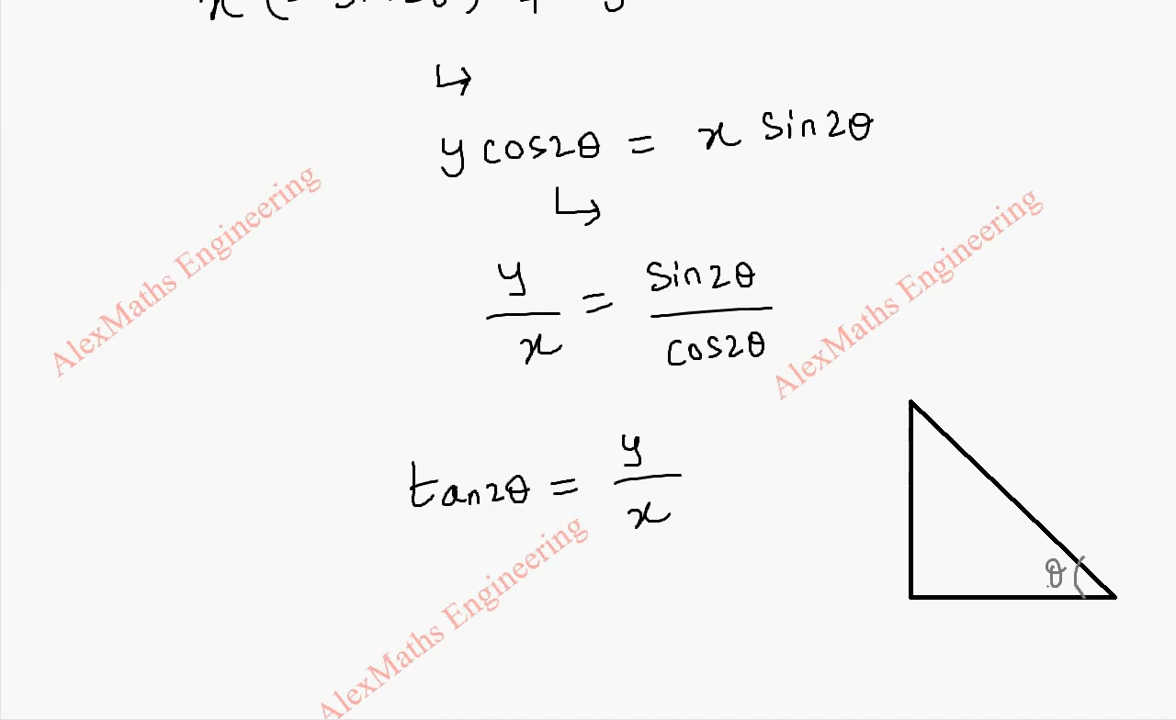 y cos2θ = x sin2θ
y/x = sin2θ/cos2θ
tan2θ = y/x
θ
AlexMaths Engineering
AlexMaths Engineering
AlexMaths Engineering